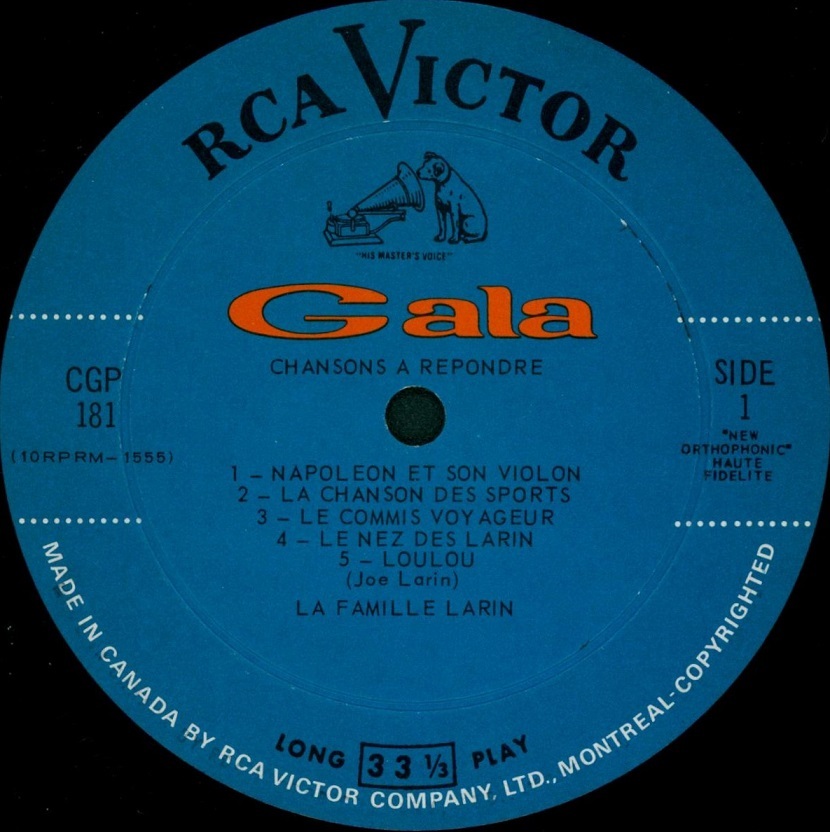 RCA VICTOR
"HIS MASTER'S VOICE"
Gala
CHANSONS A REPONDRE
CGP
181
(10RPRM-1555)
SIDE
1
"NEW
ORTHOPHONIC"
HAUTE
FIDELITE
1 - NAPOLEON ET SON VIOLON
2 - LA CHANSON DES SPORTS
3 - LE COMMIS VOYAGEUR
4 - LE NEZ DES LARIN
5 - LOULOU
(Joe Larin)
LA FAMILLE LARIN
LONG 33 1/3 PLAY
MADE IN CANADA BY RCA VICTOR COMPANY, LTD., MONTREAL-COPYRIGHTED